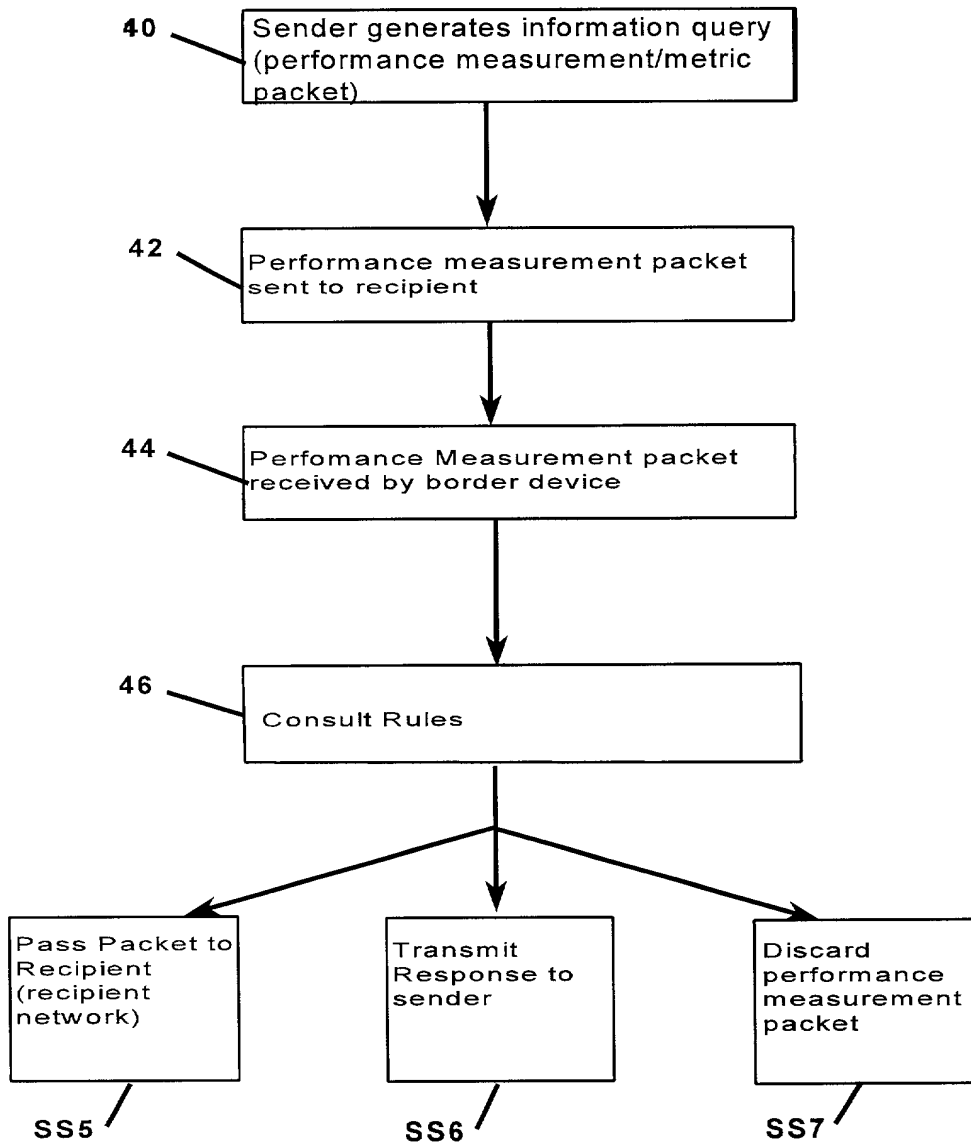 40
Sender generates information query
(performance measurement/metric
packet)
42
Performance measurement packet
sent to recipient
44
Perfomance Measurement packet
received by border device
46
Consult Rules
Pass Packet to
Recipient
(recipient
network)
Transmit
Response to
sender
Discard
performance
measurement
packet
SS5
SS6
SS7